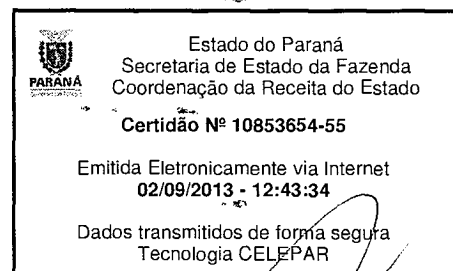 Estado do Paraná
Secretaria de Estado da Fazenda
PARANÁ
Coordenação da Receita do Estado
Certidão Nº 10853654-55
Emitida Eletronicamente via Internet
02/09/2013 - 12:43:34
Dados transmitidos de forma segura
Tecnologia CELEPAR